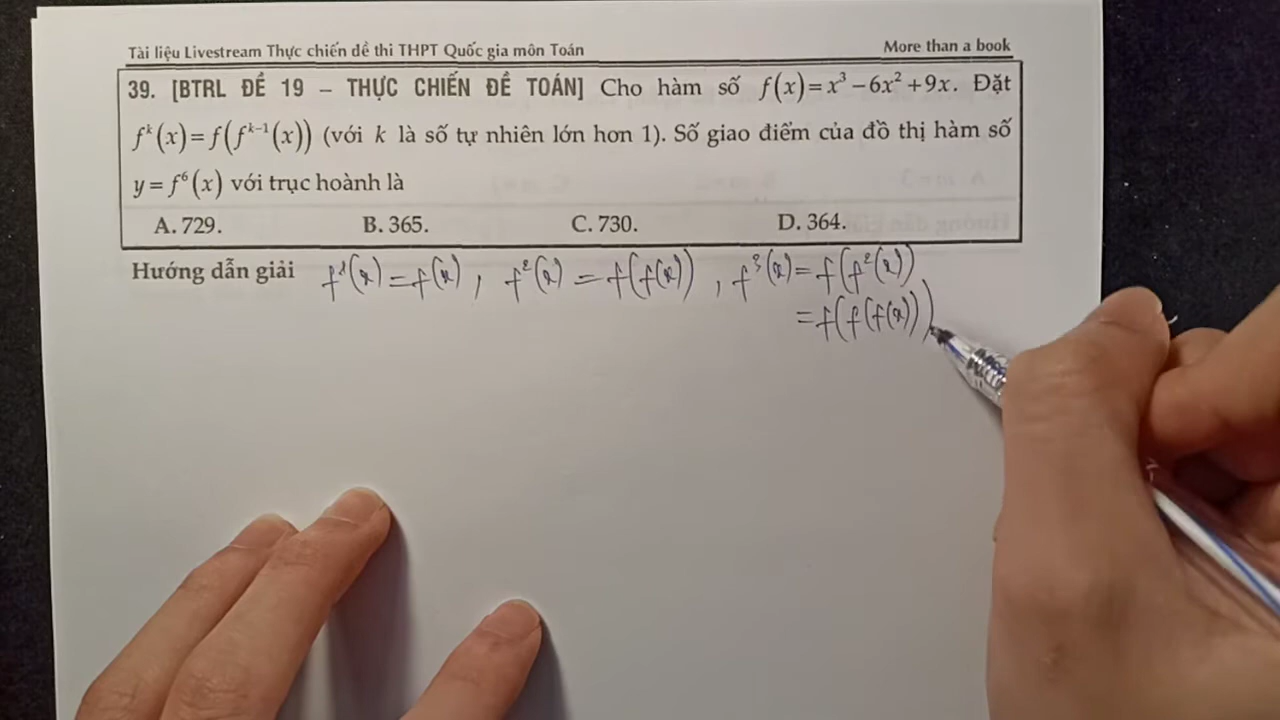 Tài liệu Livestream Thực chiến đề thi THPT Quốc gia môn Toán More than a book
39. [BTRL ĐỀ 19 – THỰC CHIẾN ĐỀ TOÁN] Cho hàm số f(x)=x³−6x²+9x. Đặt
fᵏ(x)=f(fᵏ⁻¹(x)) (với k là số tự nhiên lớn hơn 1). Số giao điểm của đồ thị hàm số
y=f⁶(x) với trục hoành là
A. 729. B. 365. C. 730. D. 364.
Hướng dẫn giải f¹(x)=f(x), f²(x)=f(f(x)), f³(x)=f(f²(x))
=f(f(f(x)))